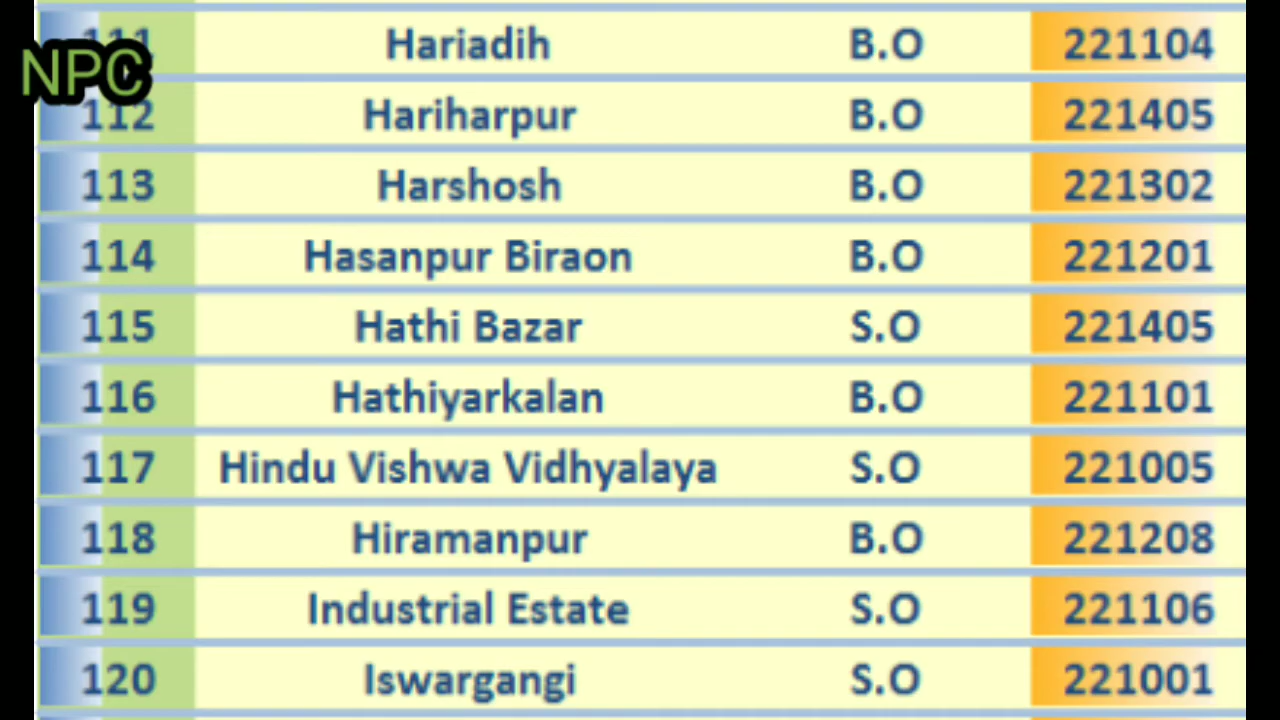 111 Hariadih B.O 221104
NPC
112 Hariharpur B.O 221405
113 Harshosh B.O 221302
114 Hasanpur Biraon B.O 221201
115 Hathi Bazar S.O 221405
116 Hathiyarkalan B.O 221101
117 Hindu Vishwa Vidhyalaya S.O 221005
118 Hiramanpur B.O 221208
119 Industrial Estate S.O 221106
120 Iswargangi S.O 221001